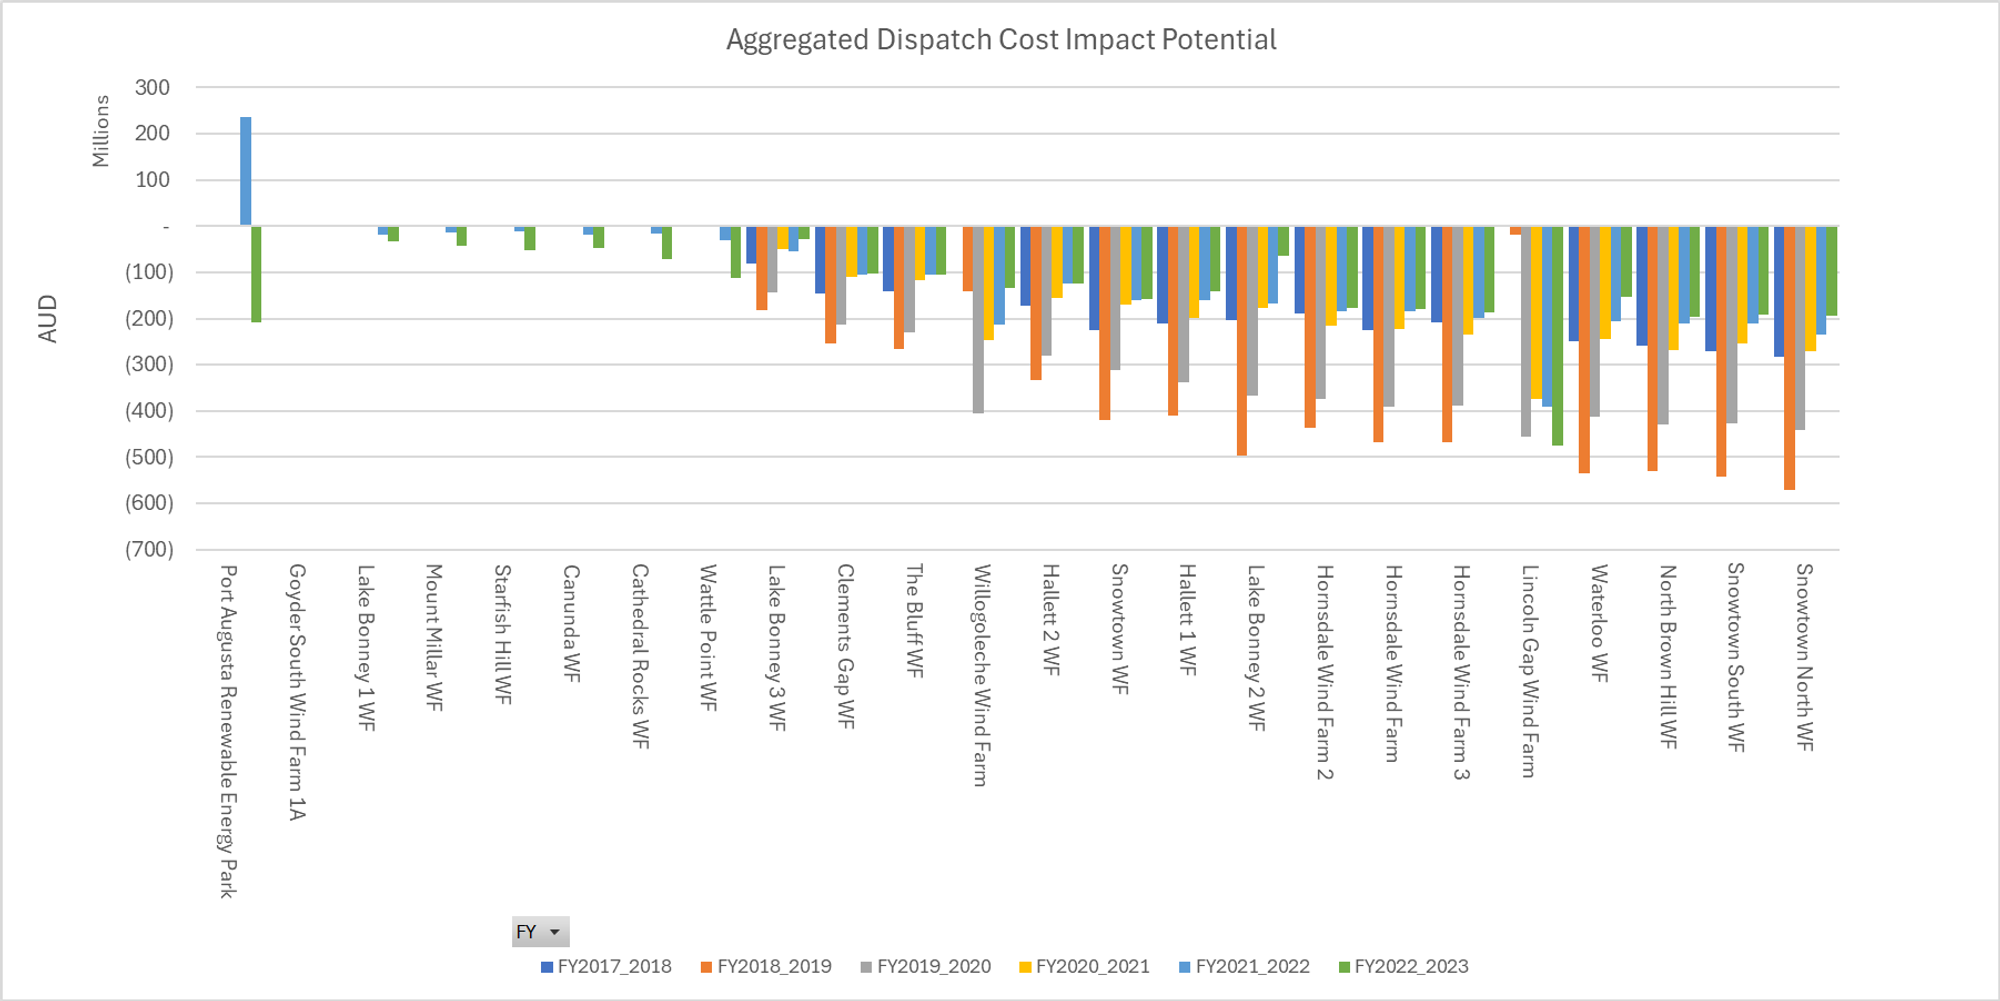 Aggregated Dispatch Cost Impact Potential
Millions
AUD
300
200
100
-
(100)
(200)
(300)
(400)
(500)
(600)
(700)
Port Augusta Renewable Energy Park
Goyder South Wind Farm 1A
Lake Bonney 1 WF
Mount Millar WF
Starfish Hill WF
Canunda WF
Cathedral Rocks WF
Wattle Point WF
Lake Bonney 3 WF
Clements Gap WF
The Bluff WF
Willogoleche Wind Farm
Hallett 2 WF
Snowtown WF
Hallett 1 WF
Lake Bonney 2 WF
Hornsdale Wind Farm 2
Hornsdale Wind Farm
Hornsdale Wind Farm 3
Lincoln Gap Wind Farm
Waterloo WF
North Brown Hill WF
Snowtown South WF
Snowtown North WF
FY
FY2017_2018 FY2018_2019 FY2019_2020 FY2020_2021 FY2021_2022 FY2022_2023